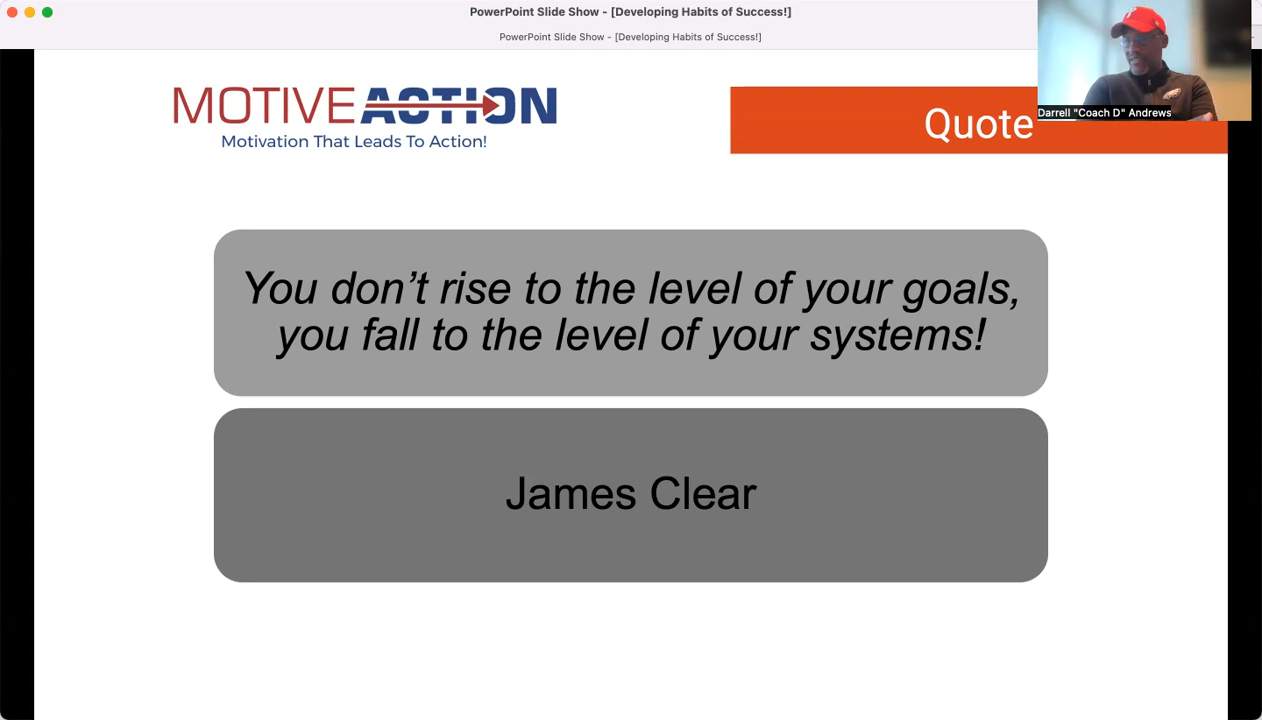 PowerPoint Slide Show - [Developing Habits of Success!]
PowerPoint Slide Show - [Developing Habits of Success!]
MOTIVEACTION
Motivation That Leads To Action!
Quote
Darrell "Coach D" Andrews
You don’t rise to the level of your goals,
you fall to the level of your systems!
James Clear